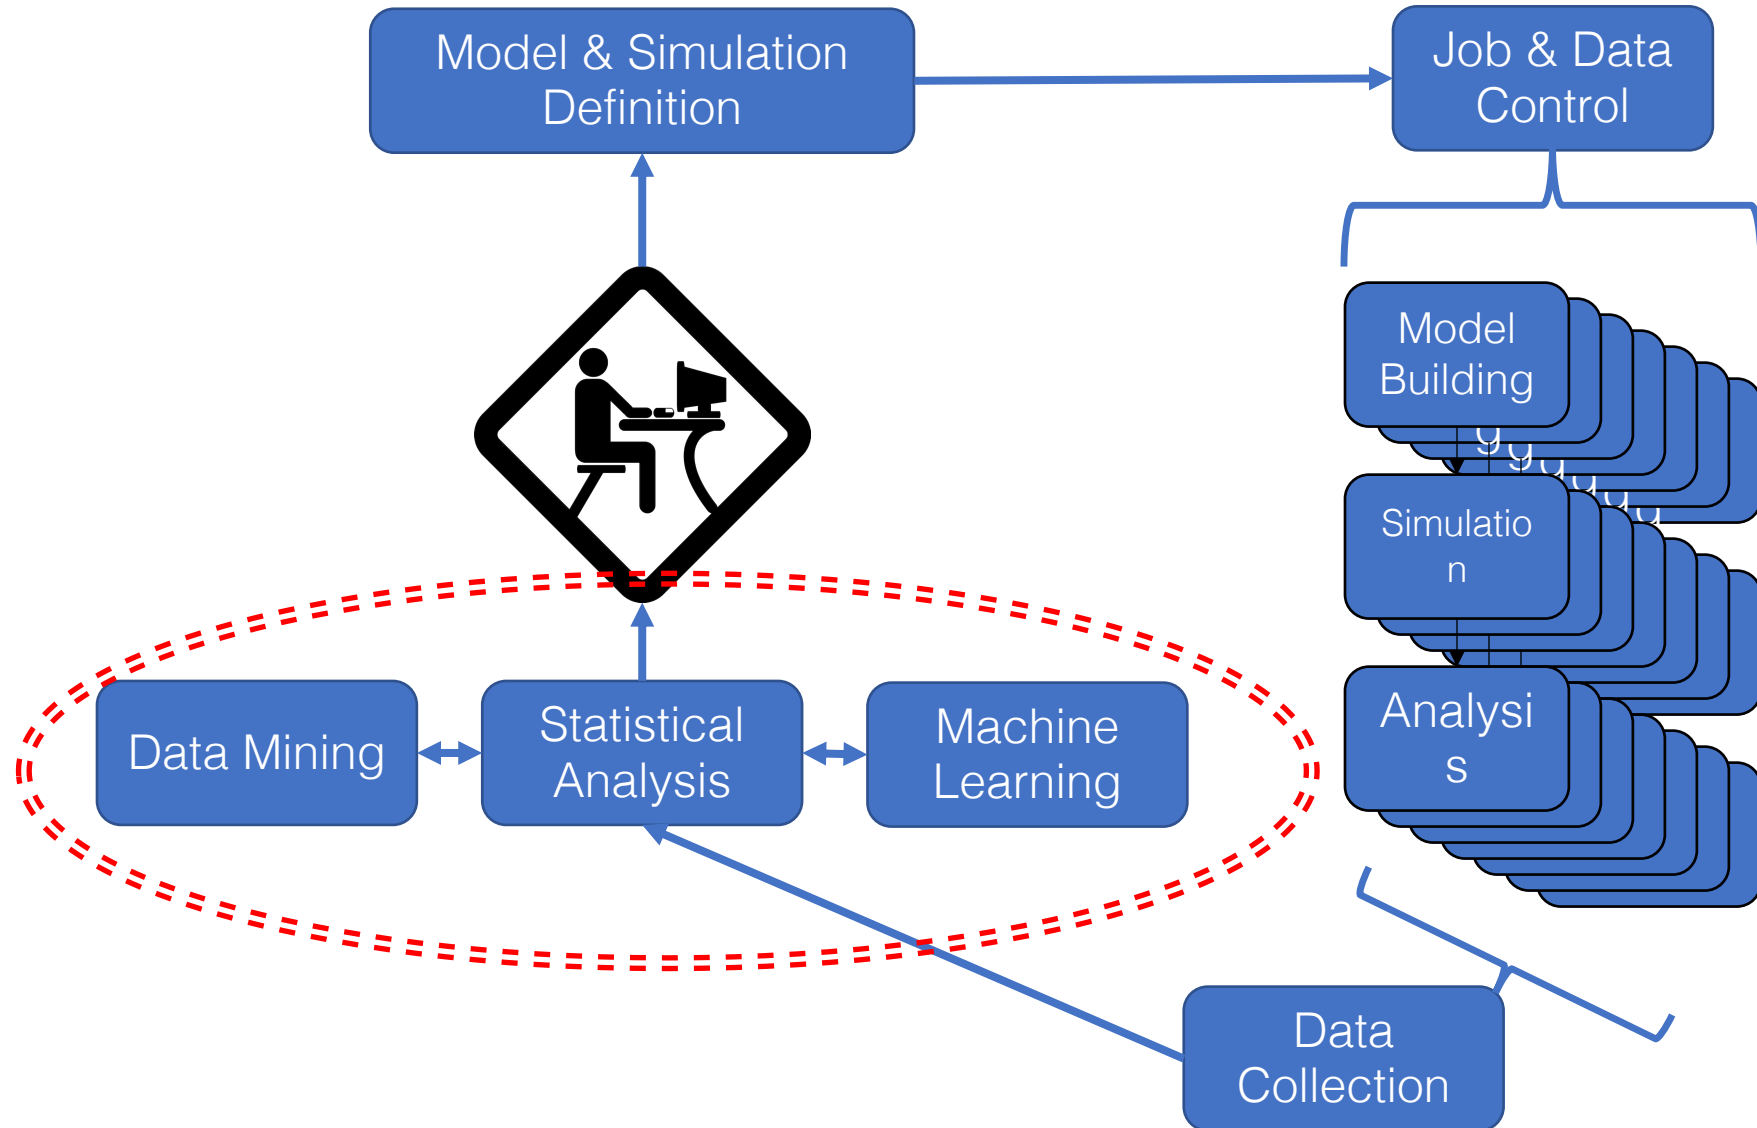 Model & Simulation
Definition
Job & Data
Control
Model
Building
g
g
g
g
g
g
Simulatio
n
Analysi
s
Data Mining
Statistical
Analysis
Machine
Learning
Data
Collection